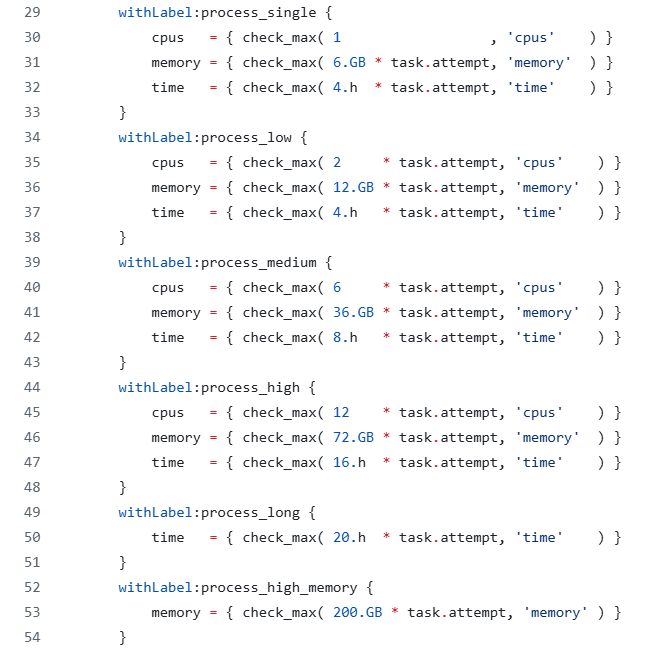 29 withLabel:process_single {
30 cpus = { check_max( 1 , 'cpus' ) }
31 memory = { check_max( 6.GB * task.attempt, 'memory' ) }
32 time = { check_max( 4.h * task.attempt, 'time' ) }
33 }
34 withLabel:process_low {
35 cpus = { check_max( 2 * task.attempt, 'cpus' ) }
36 memory = { check_max( 12.GB * task.attempt, 'memory' ) }
37 time = { check_max( 4.h * task.attempt, 'time' ) }
38 }
39 withLabel:process_medium {
40 cpus = { check_max( 6 * task.attempt, 'cpus' ) }
41 memory = { check_max( 36.GB * task.attempt, 'memory' ) }
42 time = { check_max( 8.h * task.attempt, 'time' ) }
43 }
44 withLabel:process_high {
45 cpus = { check_max( 12 * task.attempt, 'cpus' ) }
46 memory = { check_max( 72.GB * task.attempt, 'memory' ) }
47 time = { check_max( 16.h * task.attempt, 'time' ) }
48 }
49 withLabel:process_long {
50 time = { check_max( 20.h * task.attempt, 'time' ) }
51 }
52 withLabel:process_high_memory {
53 memory = { check_max( 200.GB * task.attempt, 'memory' ) }
54 }